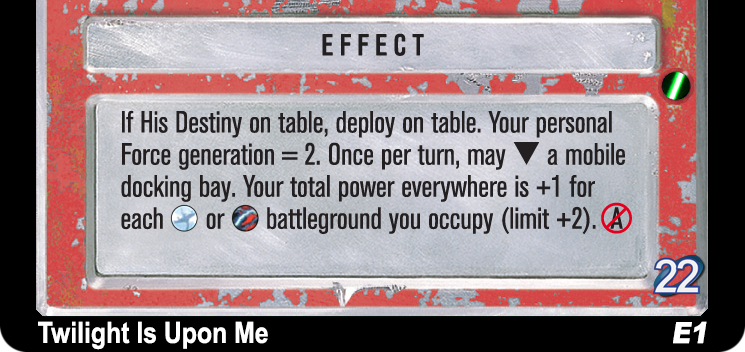 EFFECT
If His Destiny on table, deploy on table. Your personal
Force generation = 2. Once per turn, may ▼ a mobile
docking bay. Your total power everywhere is +1 for
each or battleground you occupy (limit +2). A
22
Twilight Is Upon Me E1